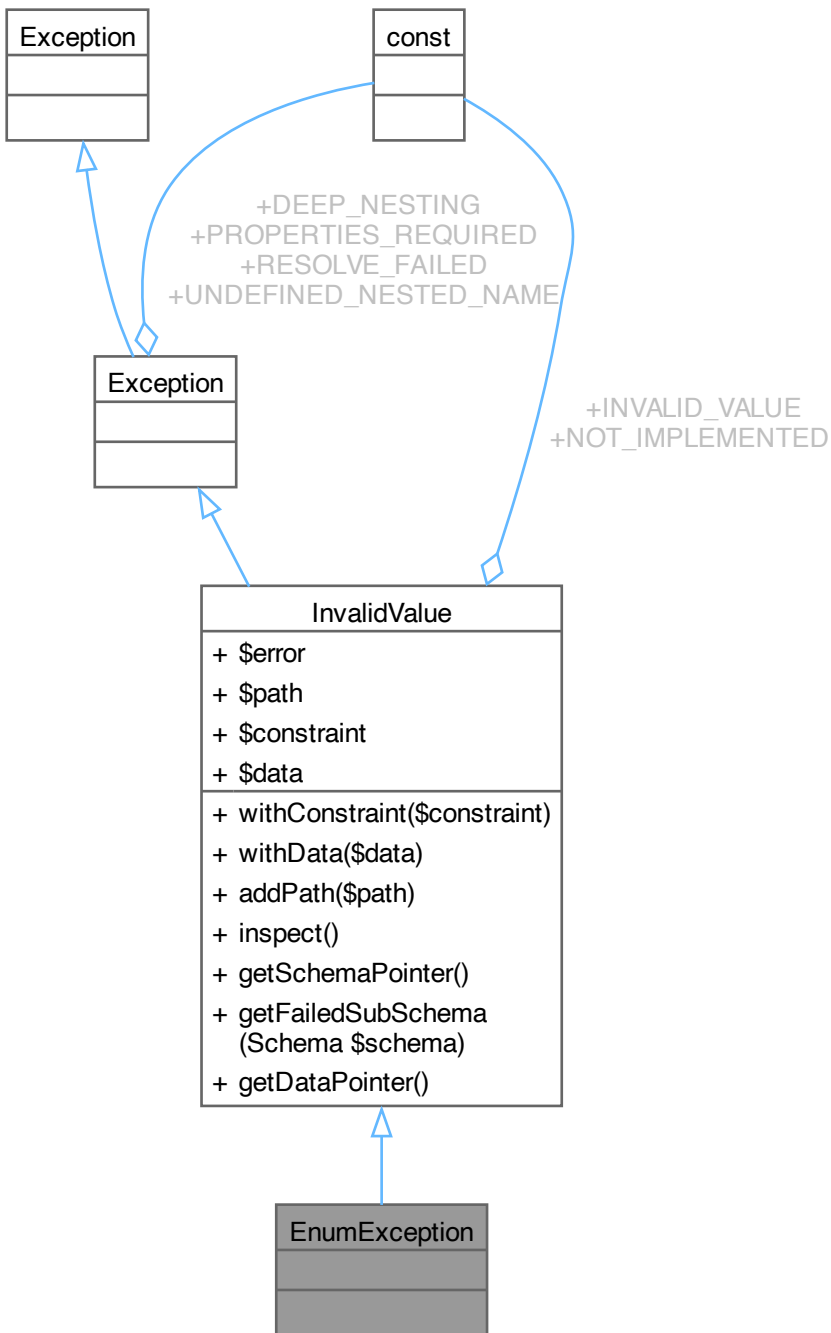 Exception
const
+DEEP_NESTING
+PROPERTIES_REQUIRED
+RESOLVE_FAILED
+UNDEFINED_NESTED_NAME
Exception
+INVALID_VALUE
+NOT_IMPLEMENTED
InvalidValue
+ $error
+ $path
+ $constraint
+ $data
+ withConstraint($constraint)
+ withData($data)
+ addPath($path)
+ inspect()
+ getSchemaPointer()
+ getFailedSubSchema
(Schema $schema)
+ getDataPointer()
EnumException